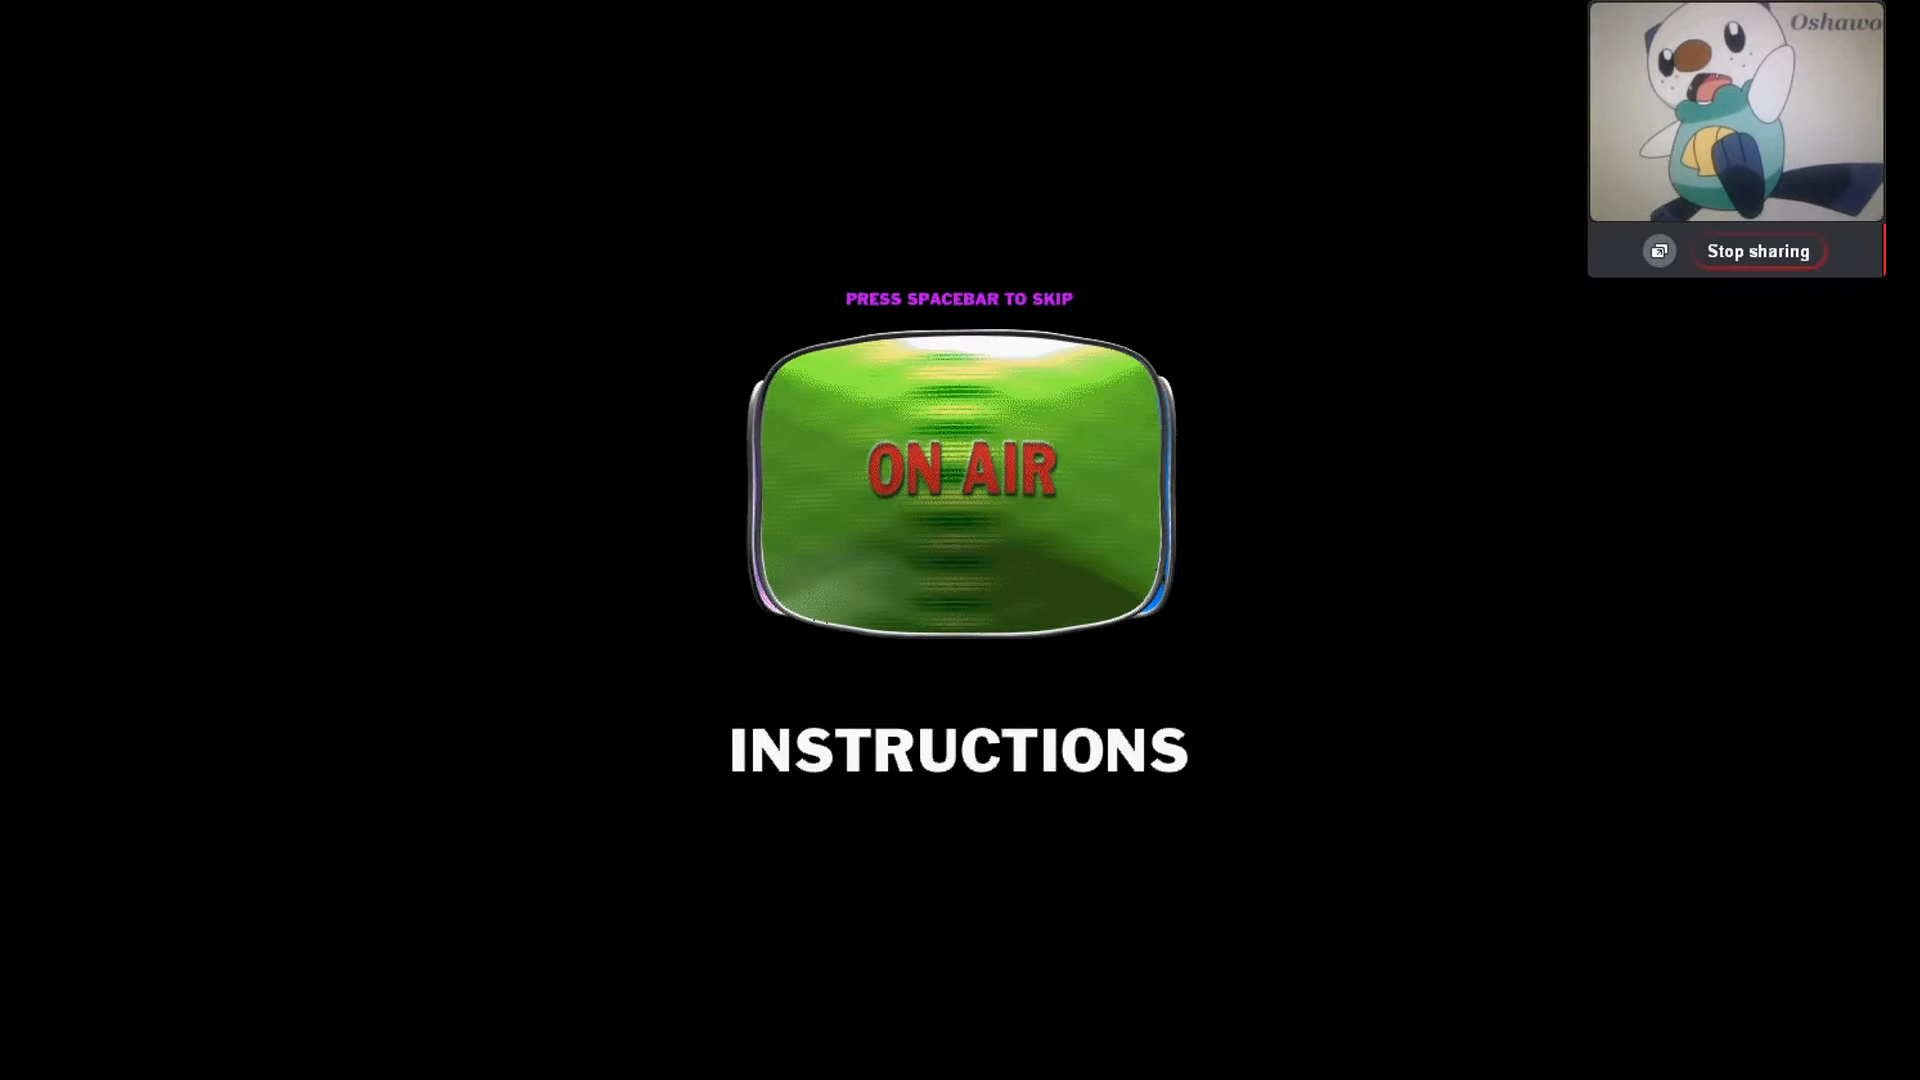 Oshawo
Stop sharing
PRESS SPACEBAR TO SKIP
ON AIR
INSTRUCTIONS